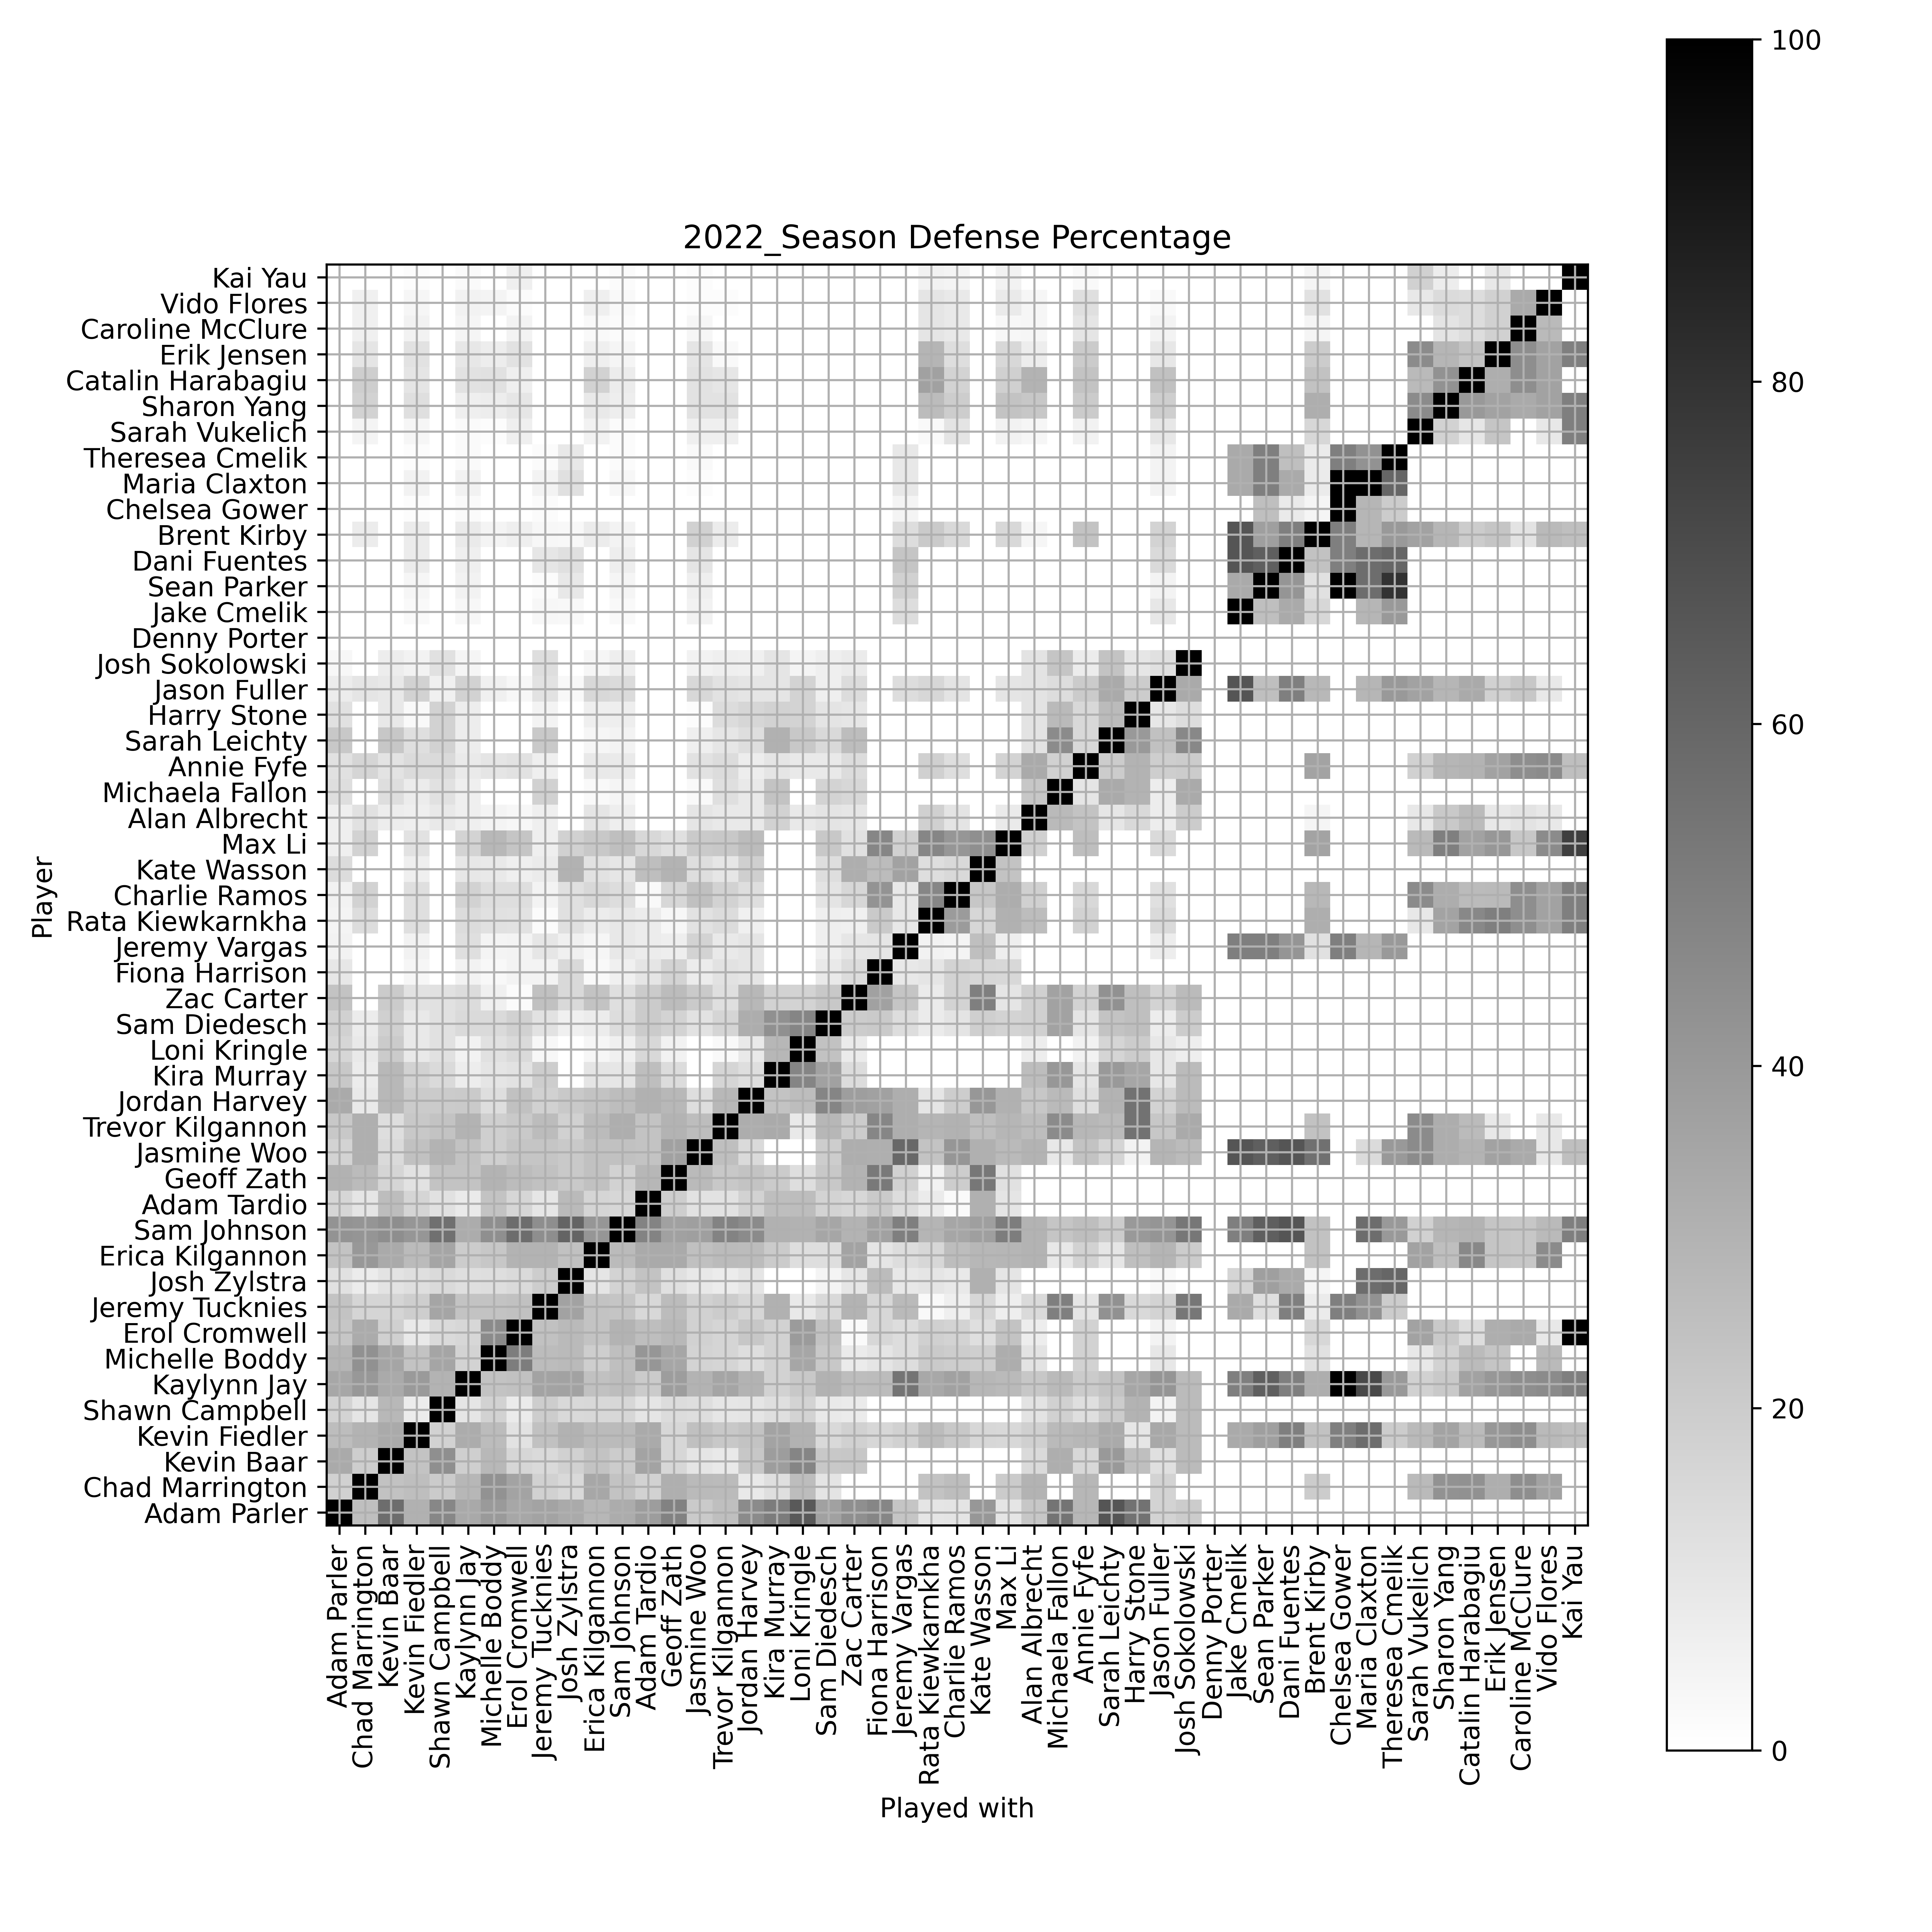 2022_Season Defense Percentage
Kai Yau
Vido Flores
Caroline McClure
Erik Jensen
Catalin Harabagiu
Sharon Yang
Sarah Vukelich
Theresea Cmelik
Maria Claxton
Chelsea Gower
Brent Kirby
Dani Fuentes
Sean Parker
Jake Cmelik
Denny Porter
Josh Sokolowski
Jason Fuller
Harry Stone
Sarah Leichty
Annie Fyfe
Michaela Fallon
Alan Albrecht
Max Li
Kate Wasson
Charlie Ramos
Rata Kiewkarnkha
Jeremy Vargas
Fiona Harrison
Zac Carter
Sam Diedesch
Loni Kringle
Kira Murray
Jordan Harvey
Trevor Kilgannon
Jasmine Woo
Geoff Zath
Adam Tardio
Sam Johnson
Erica Kilgannon
Josh Zylstra
Jeremy Tucknies
Erol Cromwell
Michelle Boddy
Kaylynn Jay
Shawn Campbell
Kevin Fiedler
Kevin Baar
Chad Marrington
Adam Parler
Player
Adam Parler
Chad Marrington
Kevin Baar
Kevin Fiedler
Shawn Campbell
Kaylynn Jay
Michelle Boddy
Erol Cromwell
Jeremy Tucknies
Josh Zylstra
Erica Kilgannon
Sam Johnson
Adam Tardio
Geoff Zath
Jasmine Woo
Trevor Kilgannon
Jordan Harvey
Kira Murray
Loni Kringle
Sam Diedesch
Zac Carter
Fiona Harrison
Jeremy Vargas
Rata Kiewkarnkha
Charlie Ramos
Kate Wasson
Max Li
Alan Albrecht
Michaela Fallon
Annie Fyfe
Sarah Leichty
Harry Stone
Jason Fuller
Josh Sokolowski
Denny Porter
Jake Cmelik
Sean Parker
Dani Fuentes
Brent Kirby
Chelsea Gower
Maria Claxton
Theresea Cmelik
Sarah Vukelich
Sharon Yang
Catalin Harabagiu
Erik Jensen
Caroline McClure
Vido Flores
Kai Yau
Played with
100
80
60
40
20
0